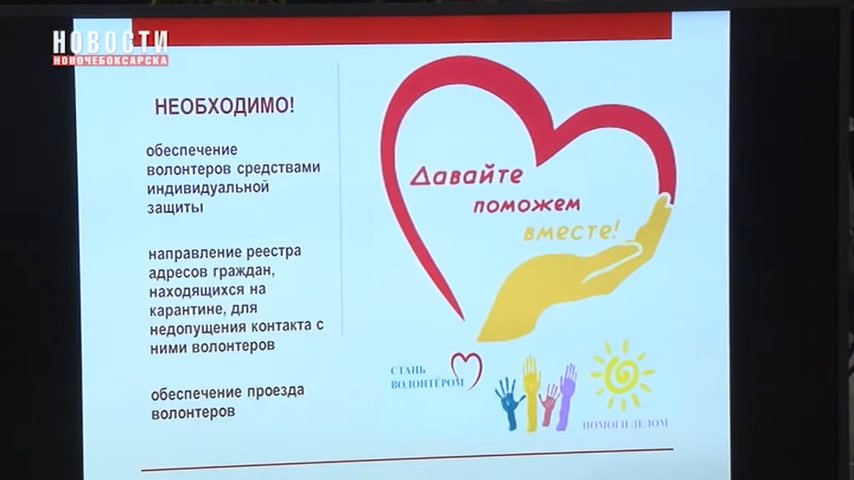 НОВОСТИ
НОВОЧЕБОКСАРСКА
НЕОБХОДИМО!
обеспечение
волонтеров средствами
индивидуальной
защиты
направление реестра
адресов граждан,
находящихся на
карантине, для
недопущения контакта с
ними волонтеров
обеспечение проезда
волонтеров
Давайте
поможем
вместе!
СТАНЬ
ВОЛОНТЁРОМ
ПОМОГИ ДЕЛОМ